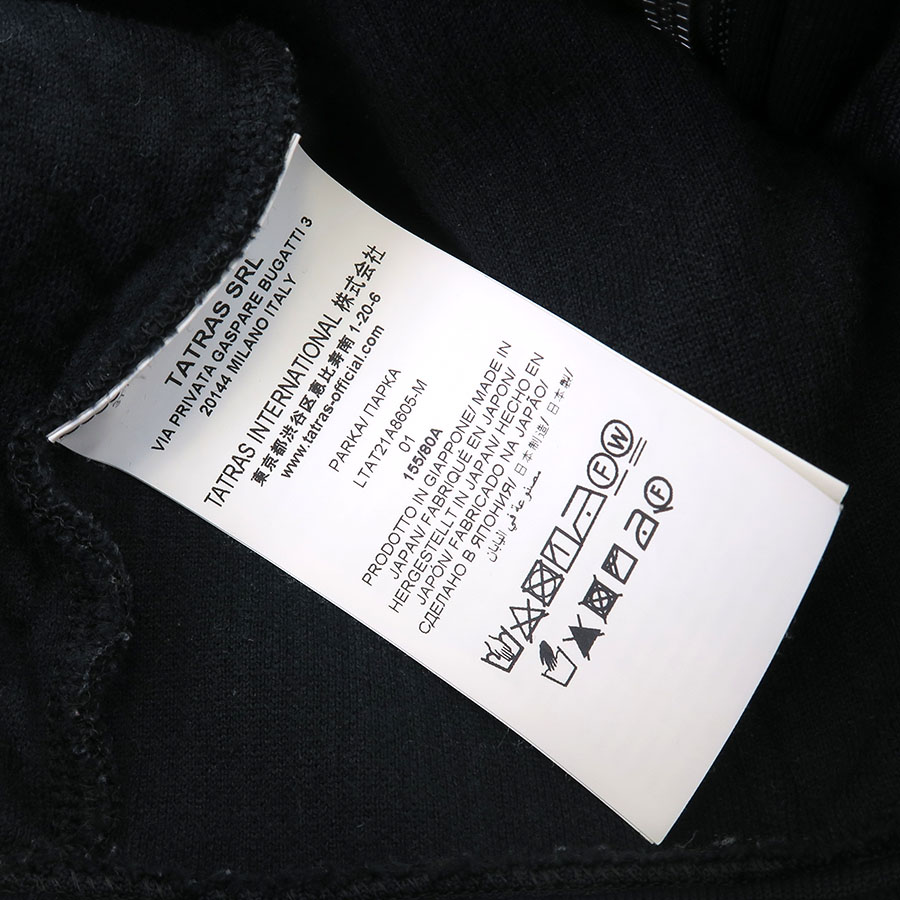 TATRAS SRL
VIA PRIVATA GASPARE BUGATTI 3
20144 MILANO ITALY
TATRAS INTERNATIONAL 株式会社
東京都渋谷区恵比寿南 1-20-6
www.tatras-official.com
PARKA/ ПАРКА
LTAT21A8605-M
01
155/80A
PRODOTTO IN GIAPPONE/ MADE IN
JAPAN/ FABRIQUÉ EN JAPON/
HERGESTELLT IN JAPAN/ HECHO EN
JAPÓN/ FABRICADO NA JAPÃO/
СДЕЛАНО В ЯПОНИЯ/ 日本制造/ 日本製/
مصنوعة في اليابان
F W
F